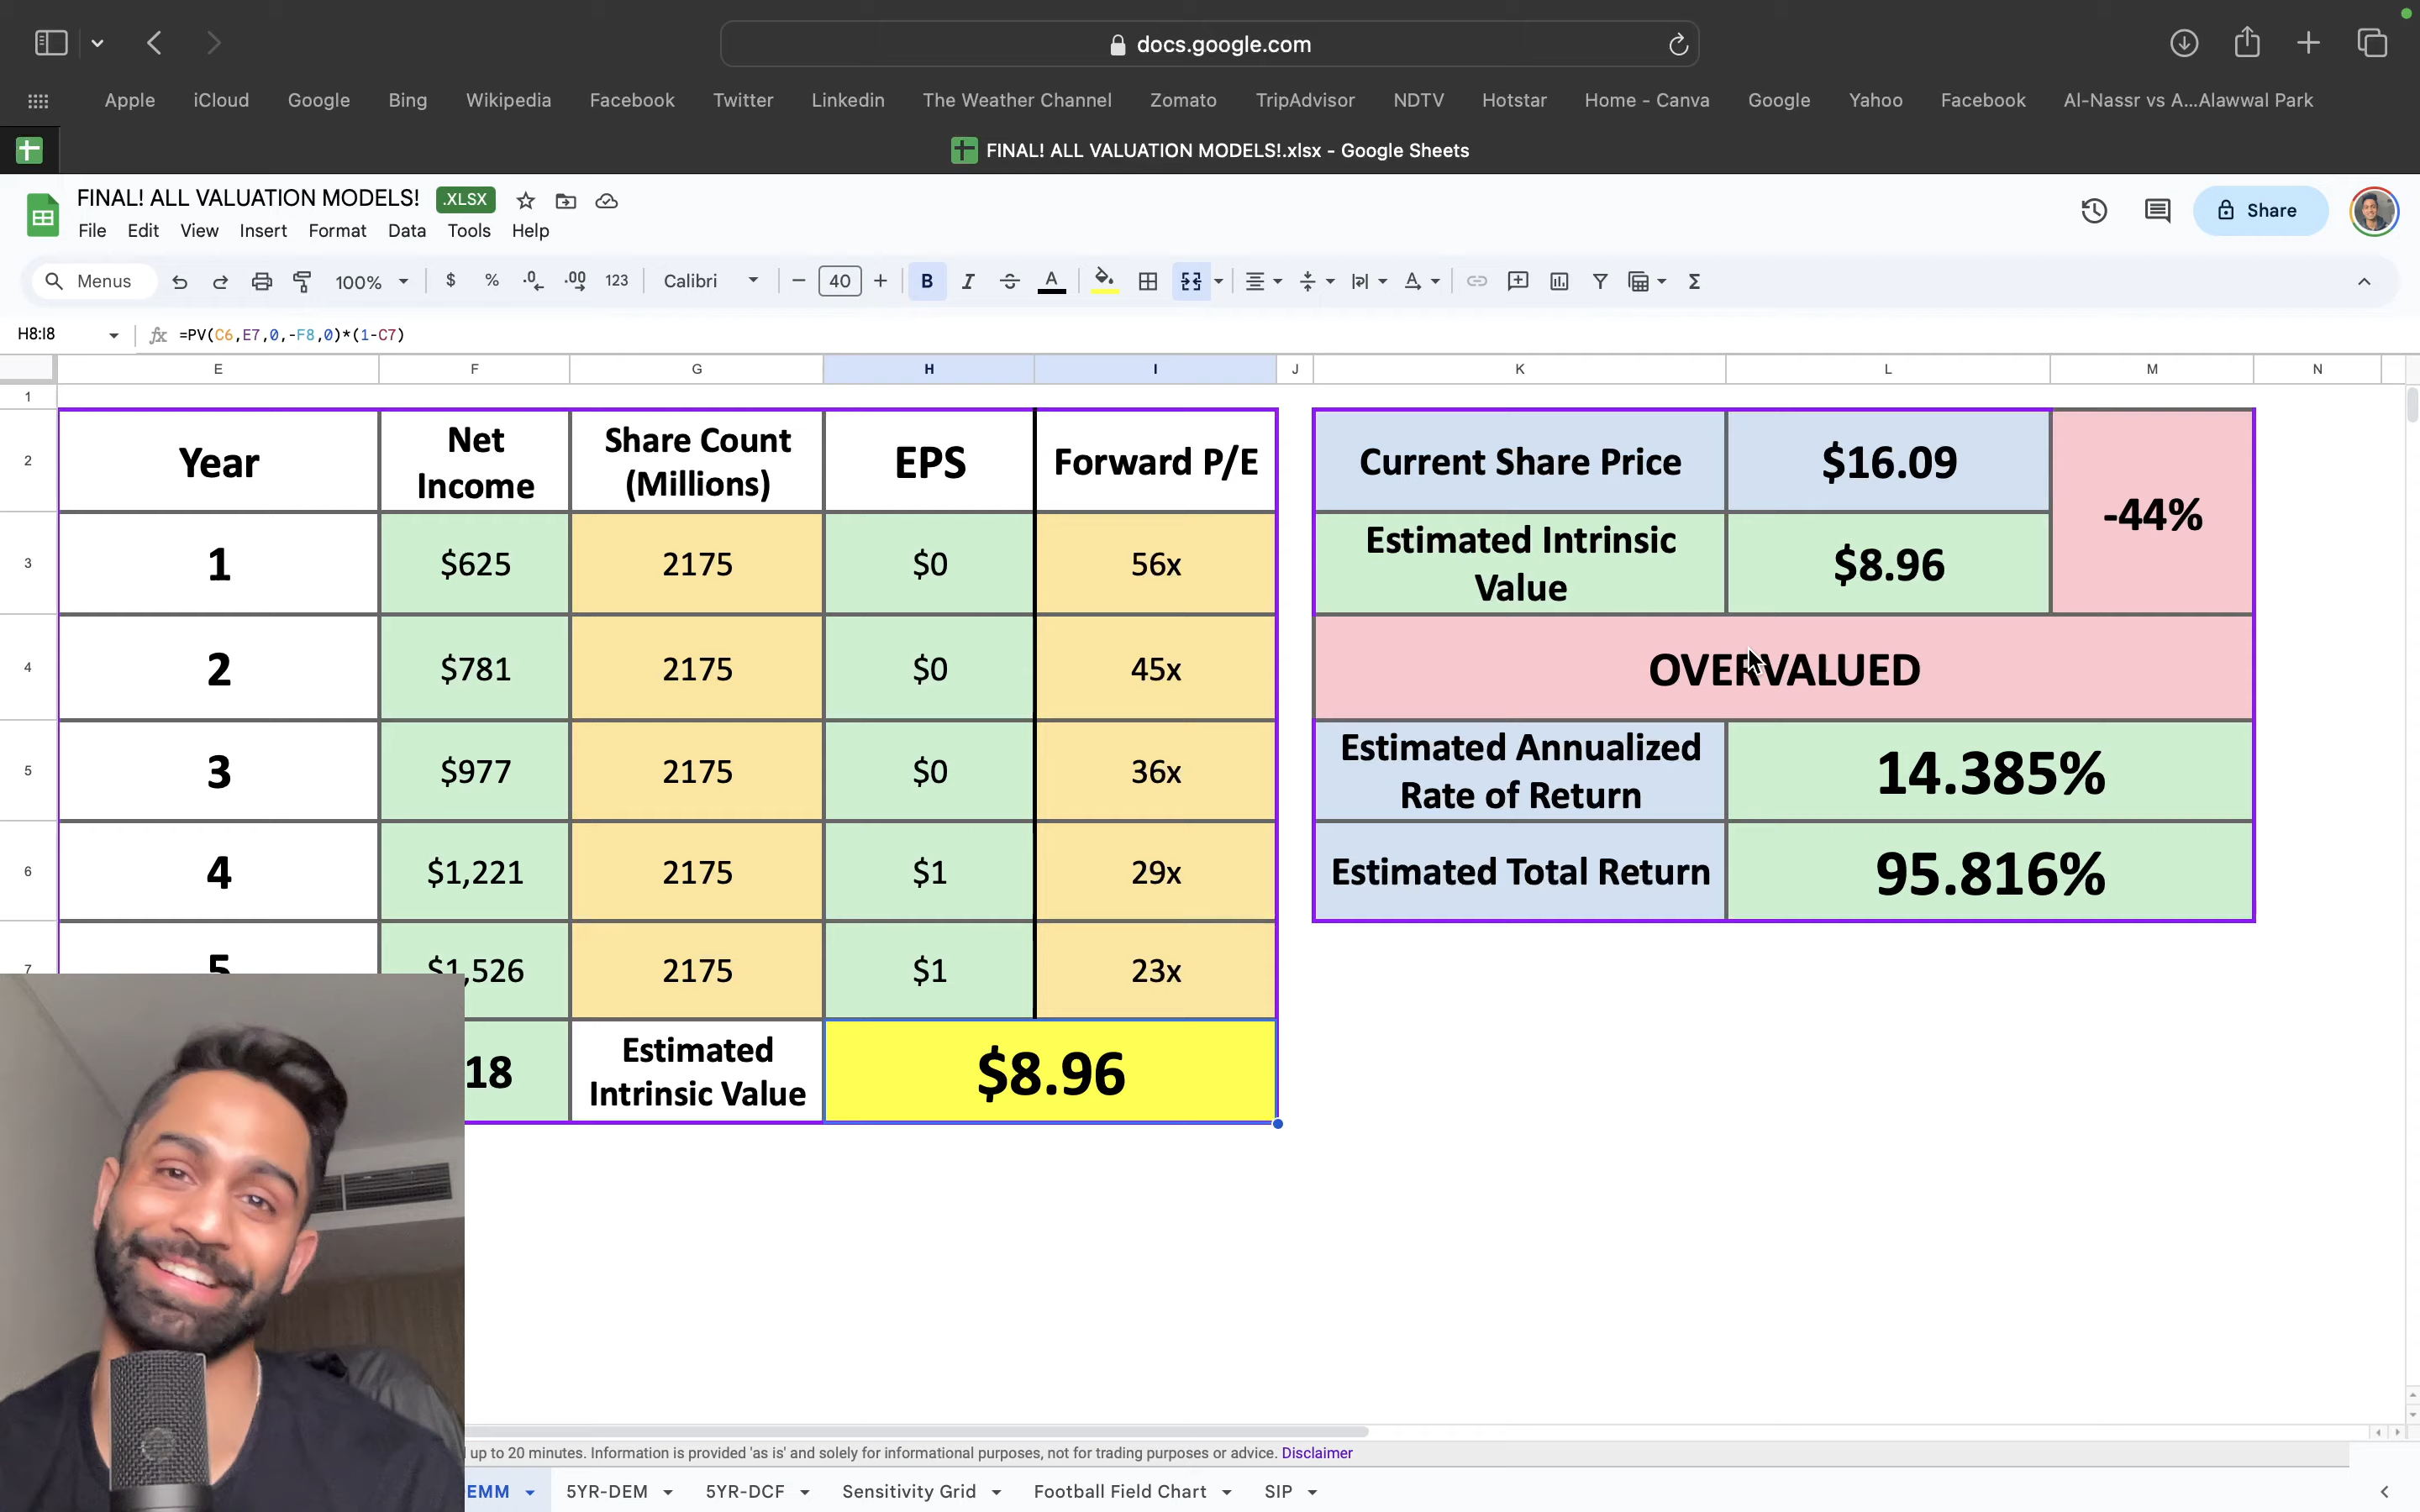 docs.google.com
Apple iCloud Google Bing Wikipedia Facebook Twitter Linkedin The Weather Channel Zomato TripAdvisor NDTV Hotstar Home - Canva Google Yahoo Facebook Al-Nassr vs A...Alawwal Park
FINAL! ALL VALUATION MODELS!.xlsx - Google Sheets
FINAL! ALL VALUATION MODELS! .XLSX
Share
File Edit View Insert Format Data Tools Help
Menus 100% $ % .0 .00 123 Calibri 40 B I A Σ
H8:I8 fx =PV(C6,E7,0,-F8,0)*(1-C7)
E F G H I J K L M N
1
2 Year Net Income Share Count (Millions) EPS Forward P/E Current Share Price $16.09 -44%
3 1 $625 2175 $0 56x Estimated Intrinsic Value $8.96
4 2 $781 2175 $0 45x OVERVALUED
5 3 $977 2175 $0 36x Estimated Annualized Rate of Return 14.385%
6 4 $1,221 2175 $1 29x Estimated Total Return 95.816%
7 5 $1,526 2175 $1 23x
18 Estimated Intrinsic Value $8.96
up to 20 minutes. Information is provided 'as is' and solely for informational purposes, not for trading purposes or advice. Disclaimer
EMM 5YR-DEM 5YR-DCF Sensitivity Grid Football Field Chart SIP